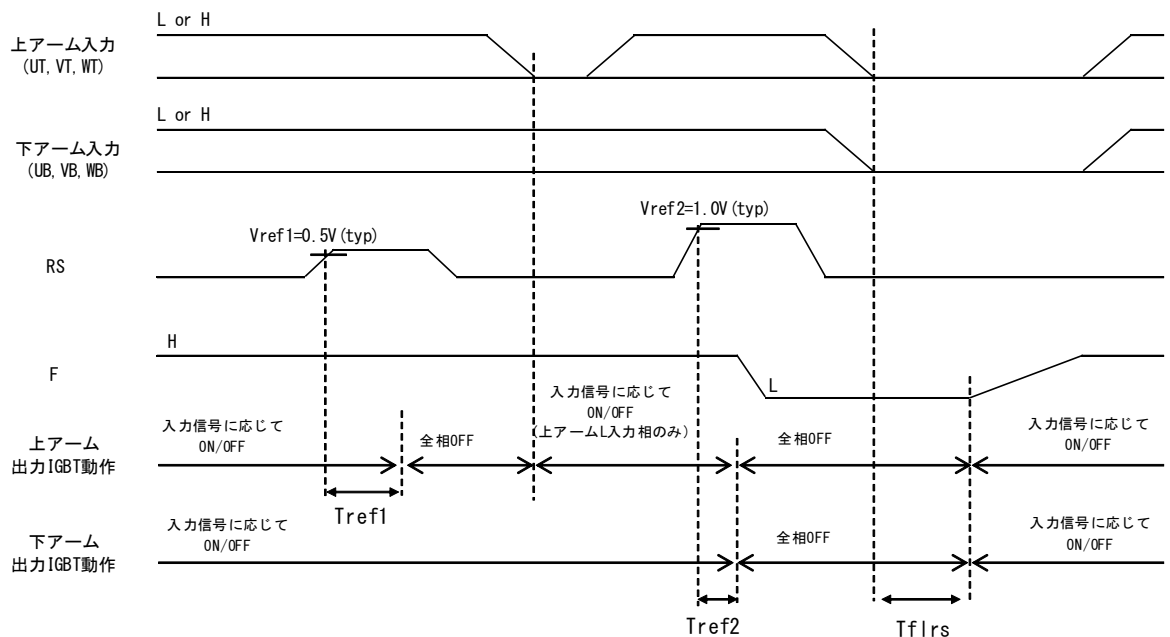 L or H
上アーム入力
(UT, VT, WT)
L or H
下アーム入力
(UB, VB, WB)
Vref1=0.5V(typ)
Vref2=1.0V(typ)
RS
H
F
L
入力信号に応じて
ON/OFF
全相OFF
入力信号に応じて
ON/OFF
(上アームL入力相のみ)
全相OFF
入力信号に応じて
ON/OFF
上アーム
出力IGBT動作
Tref1
入力信号に応じて
ON/OFF
全相OFF
入力信号に応じて
ON/OFF
下アーム
出力IGBT動作
Tref2
Tflrs